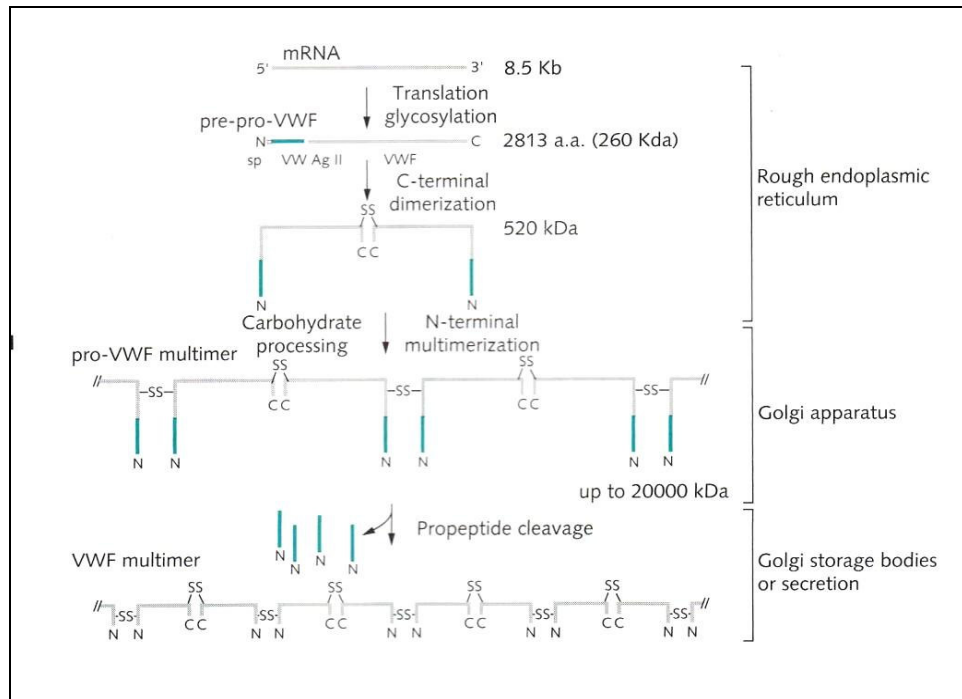 mRNA
5' 3' 8.5 Kb
Translation
glycosylation
pre-pro-VWF
N C 2813 a.a. (260 Kda)
sp VW Ag II VWF
C-terminal
dimerization
SS
520 kDa
C C
N N
Rough endoplasmic
reticulum
Carbohydrate
processing
N-terminal
multimerization
pro-VWF multimer
SS SS
// -SS- -SS- -SS- //
C C C C
N N N N N N
Golgi apparatus
up to 20000 kDa
Propeptide cleavage
N N N N
VWF multimer
Golgi storage bodies
or secretion
SS SS SS SS
// -SS- -SS- -SS- -SS- -SS- //
C C C C C C C C
N N N N N N N N N N